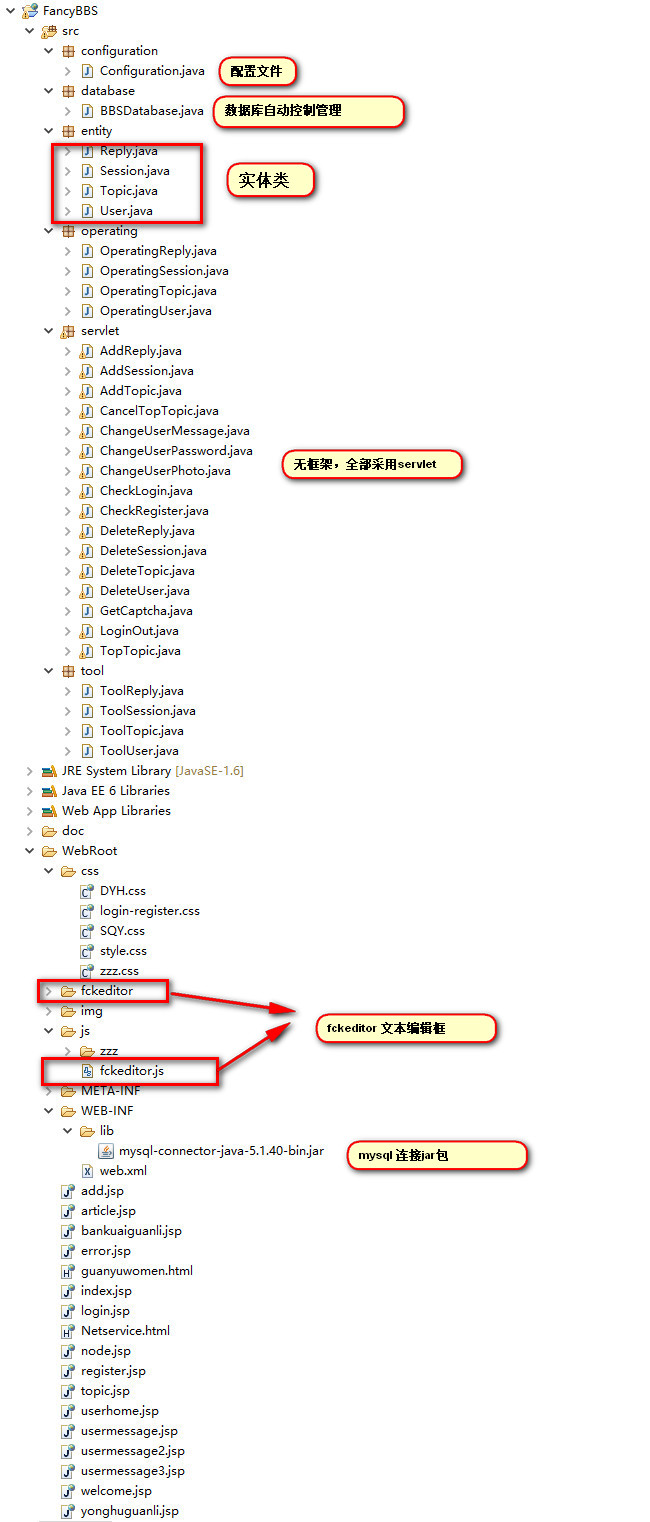 FancyBBS
src
configuration
Configuration.java
配置文件
database
BBSDatabase.java
数据库自动控制管理
entity
Reply.java
Session.java
实体类
Topic.java
User.java
operating
OperatingReply.java
OperatingSession.java
OperatingTopic.java
OperatingUser.java
servlet
AddReply.java
AddSession.java
AddTopic.java
CancelTopTopic.java
ChangeUserMessage.java
ChangeUserPassword.java
无框架，全部采用servlet
ChangeUserPhoto.java
CheckLogin.java
CheckRegister.java
DeleteReply.java
DeleteSession.java
DeleteTopic.java
DeleteUser.java
GetCaptcha.java
LoginOut.java
TopTopic.java
tool
ToolReply.java
ToolSession.java
ToolTopic.java
ToolUser.java
JRE System Library [JavaSE-1.6]
Java EE 6 Libraries
Web App Libraries
doc
WebRoot
css
DYH.css
login-register.css
SQY.css
style.css
zzz.css
fckeditor
img
fckeditor 文本编辑框
js
zzz
fckeditor.js
META-INF
WEB-INF
lib
mysql-connector-java-5.1.40-bin.jar
mysql 连接jar包
web.xml
add.jsp
article.jsp
bankuaiguanli.jsp
error.jsp
guanyuwomen.html
index.jsp
login.jsp
Netservice.html
node.jsp
register.jsp
topic.jsp
userhome.jsp
usermessage.jsp
usermessage2.jsp
usermessage3.jsp
welcome.jsp
yonghuguanli.jsp